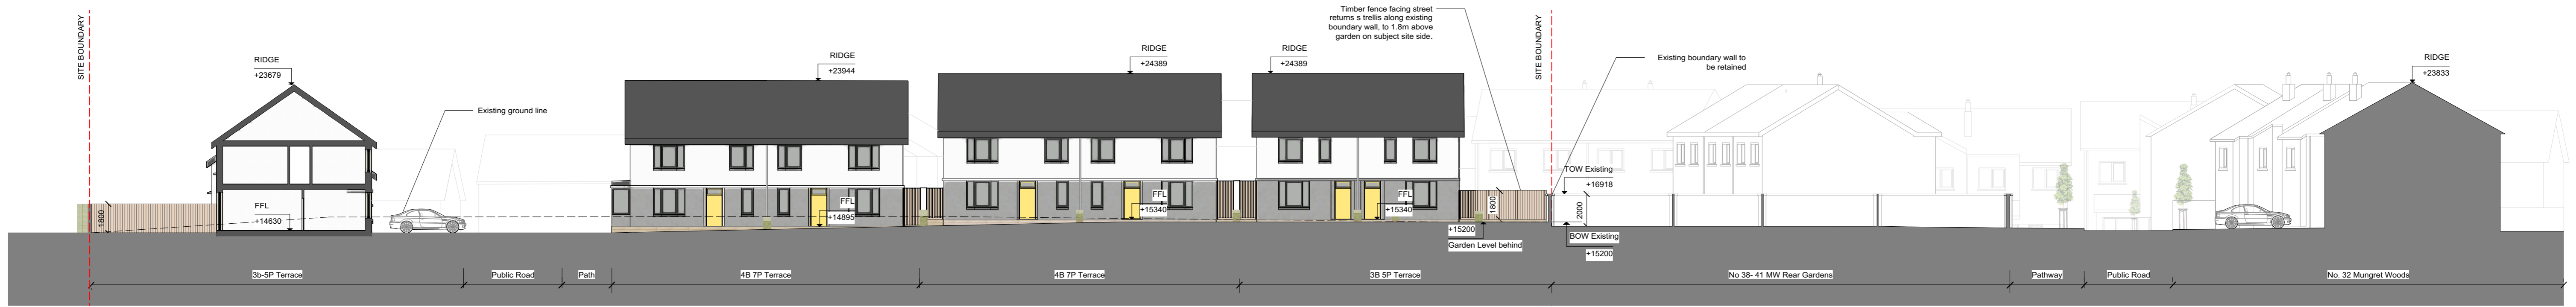 SITE BOUNDARY
RIDGE
+23679
Existing ground line
FFL
+14630
1800
RIDGE
+23944
FFL
+14895
RIDGE
+24389
FFL
+15340
RIDGE
+24389
FFL
+15340
Timber fence facing street
returns s trellis along existing
boundary wall, to 1.8m above
garden on subject site side.
SITE BOUNDARY
Existing boundary wall to
be retained
1800
TOW Existing
+16918
2000
+15200
Garden Level behind
BOW Existing
+15200
RIDGE
+23833
3b-5P Terrace
Public Road
Path
4B 7P Terrace
4B 7P Terrace
3B 5P Terrace
No 38- 41 MW Rear Gardens
Pathway
Public Road
No. 32 Mungret Woods